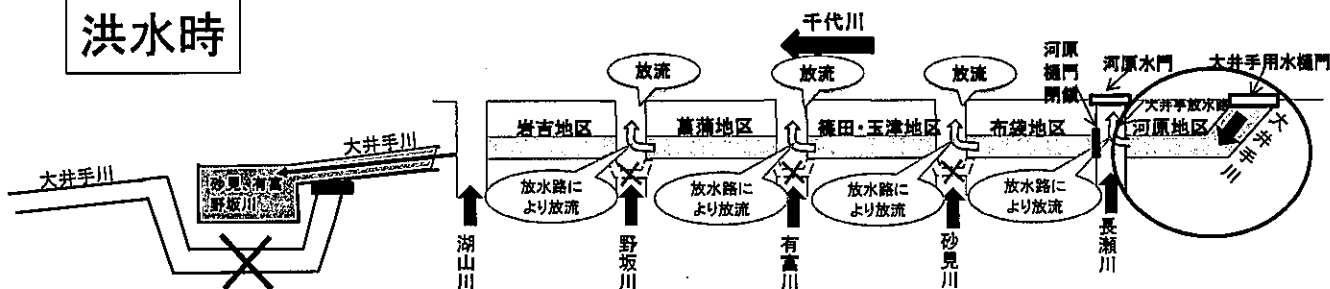 洪水時
千代川
放流
放流
放流
河原
樋門
閉鎖
河原水門
大井手用水樋門
大井手放水路
岩吉地区
菖蒲地区
篠田・玉津地区
布袋地区
河原地区
大井手川
大井手川
大井手川
砂見・有富
野坂川
放水路に
より放流
放水路に
より放流
放水路に
より放流
放水路に
より放流
湖山川
野坂川
有富川
砂見川
長瀬川